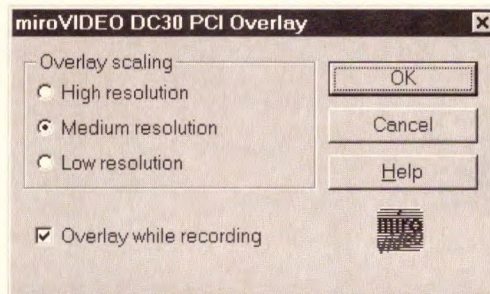 miroVIDEO DC30 PCI Overlay
Overlay scaling
High resolution
Medium resolution
Low resolution
Overlay while recording
OK
Cancel
Help
miro
VIDEO